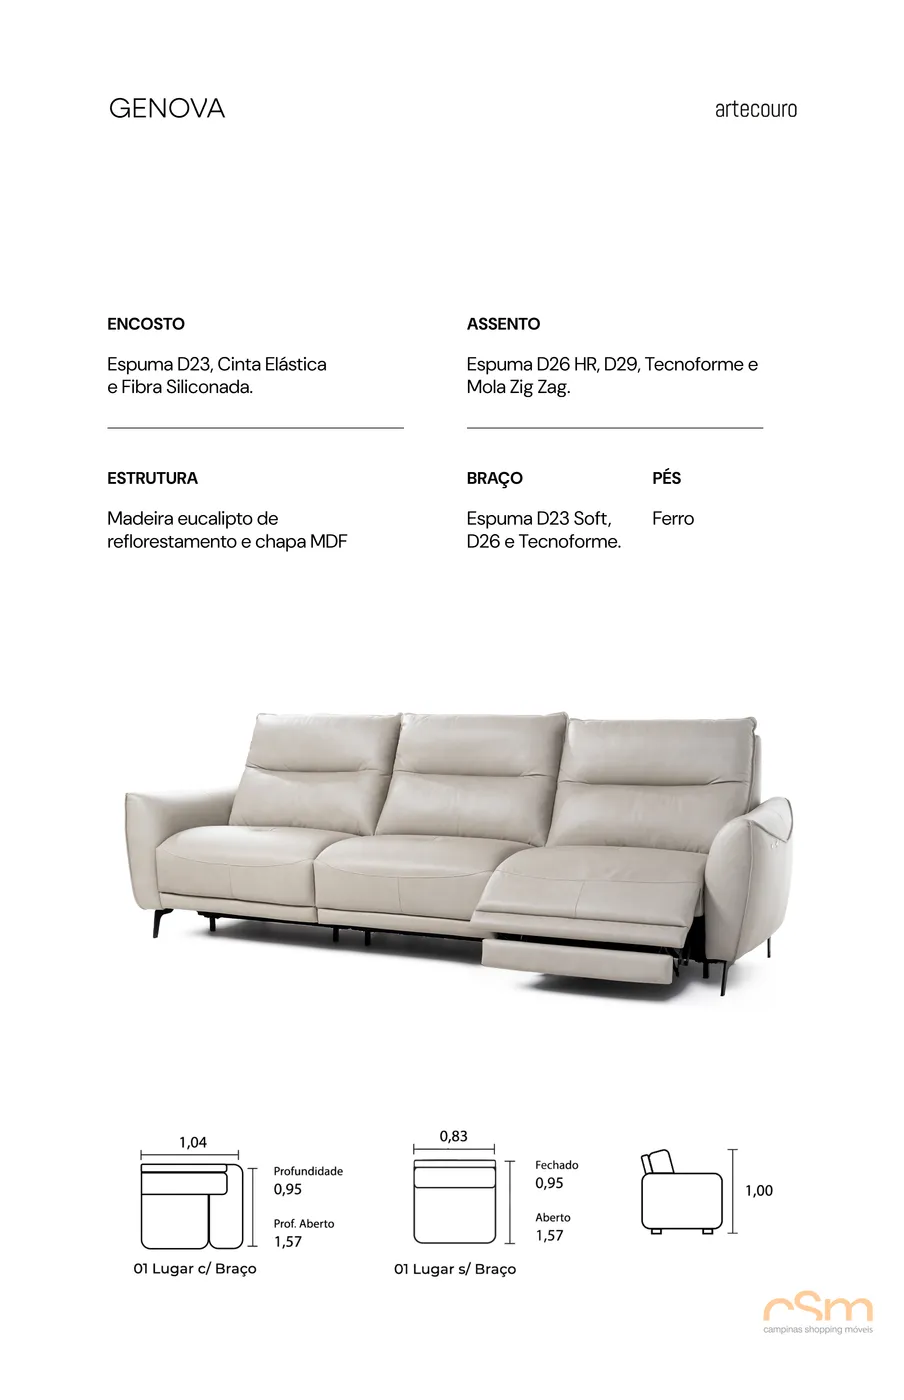 GENOVA
artecouro
ENCOSTO
Espuma D23, Cinta Elástica
e Fibra Siliconada.
ASSENTO
Espuma D26 HR, D29, Tecnoforme e
Mola Zig Zag.
ESTRUTURA
Madeira eucalipto de
reflorestamento e chapa MDF
BRAÇO
Espuma D23 Soft,
D26 e Tecnoforme.
PÉS
Ferro
1,04
Profundidade
0,95
Prof. Aberto
1,57
01 Lugar c/ Braço
0,83
Fechado
0,95
Aberto
1,57
01 Lugar s/ Braço
1,00
csm
campinas shopping móveis